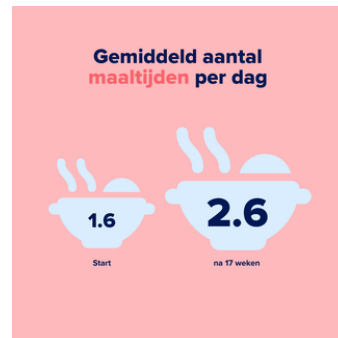 Gemiddeld aantal
maaltijden per dag
1.6
2.6
Start
na 17 weken